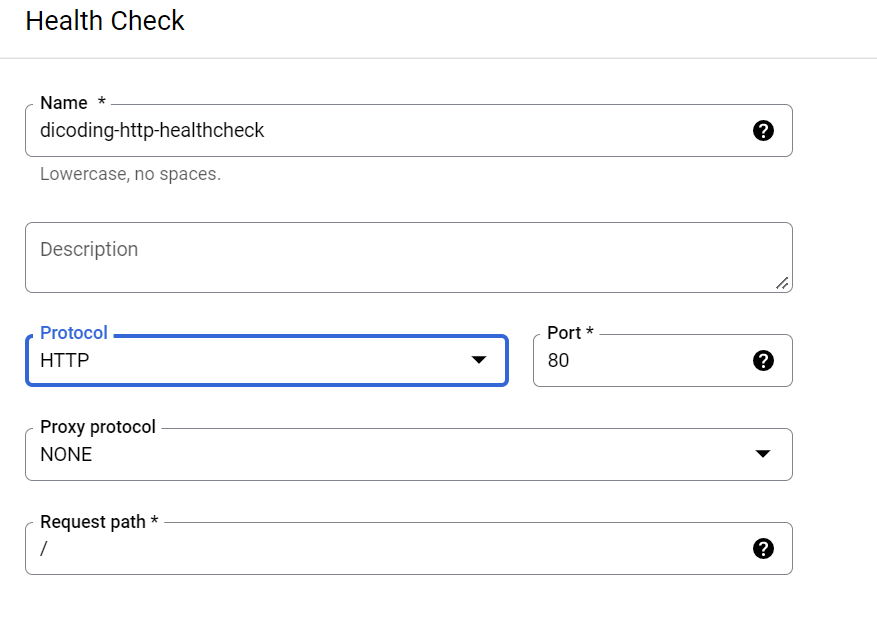 Health Check
Name *
dicoding-http-healthcheck
Lowercase, no spaces.
Description
Protocol
HTTP
Port *
80
Proxy protocol
NONE
Request path *
/